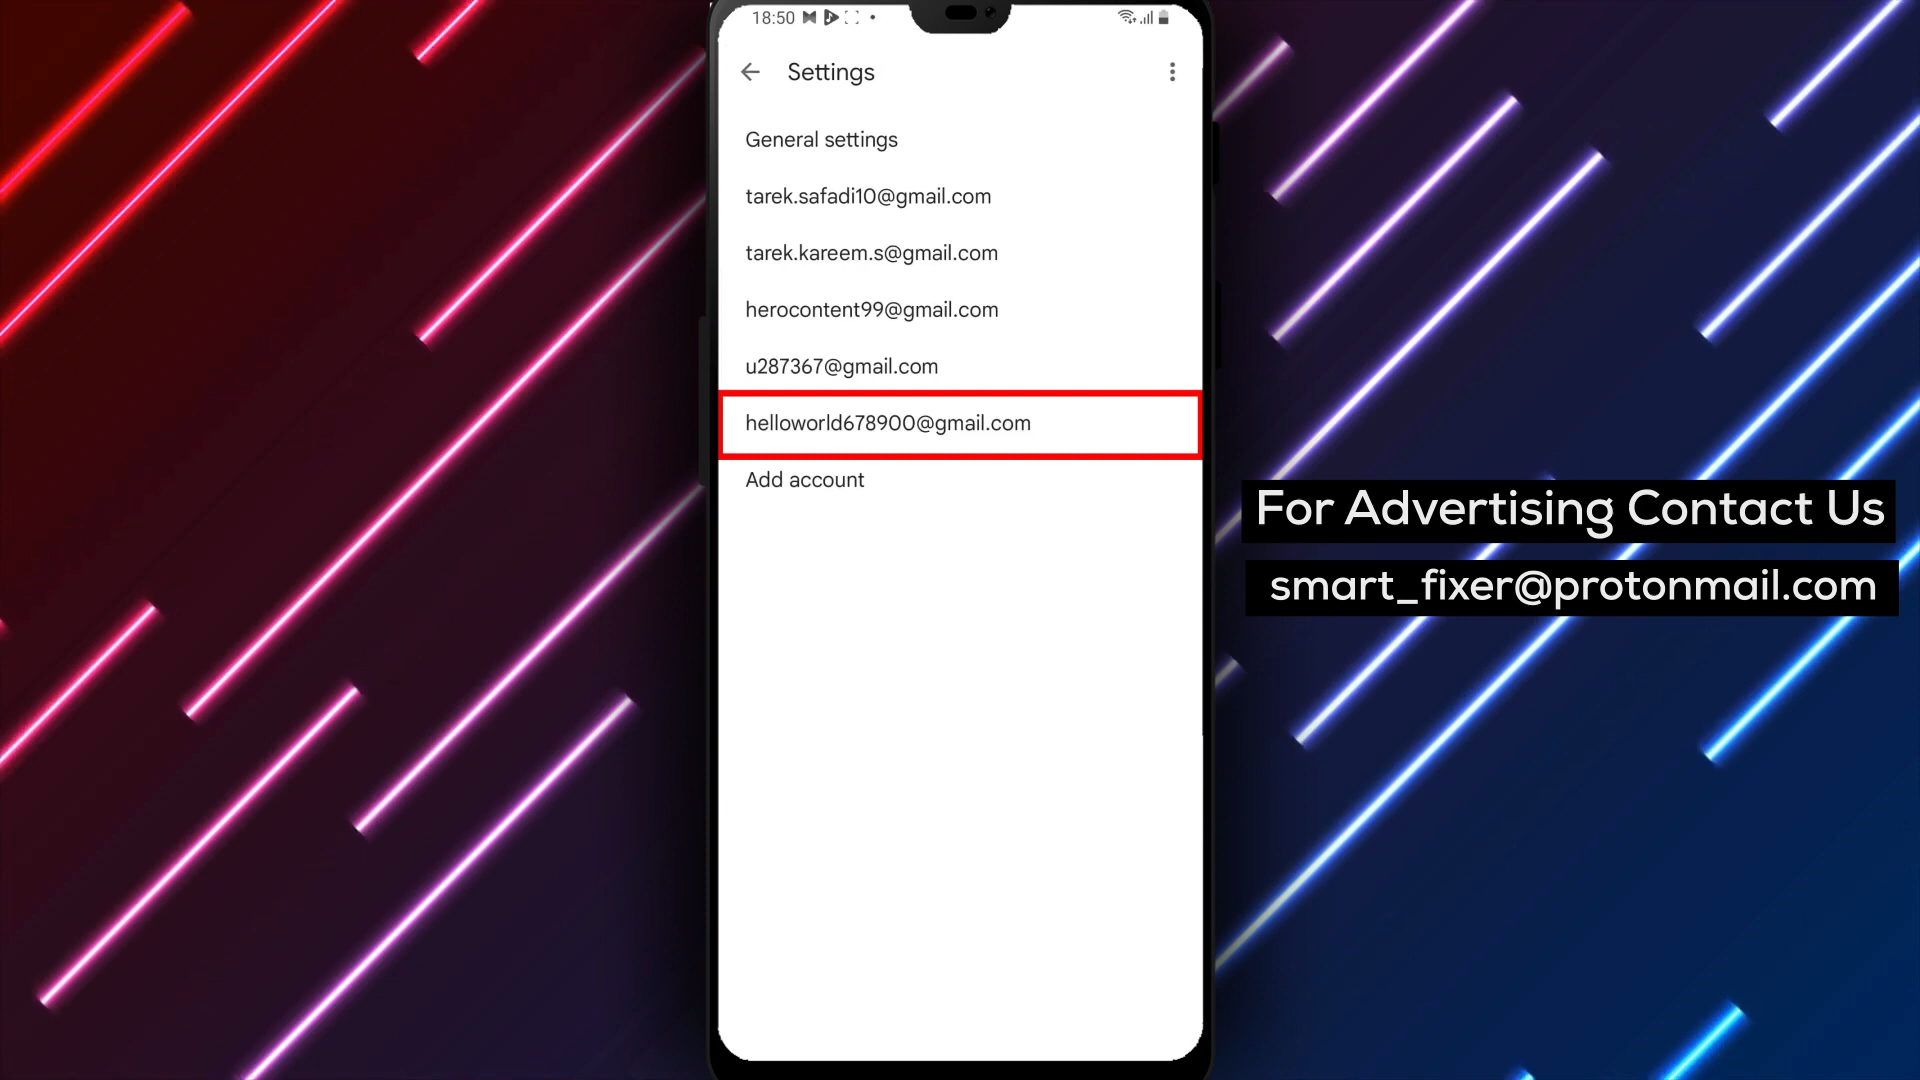 18:50
Settings
General settings
tarek.safadi10@gmail.com
tarek.kareem.s@gmail.com
herocontent99@gmail.com
u287367@gmail.com
helloworld678900@gmail.com
Add account
For Advertising Contact Us
smart_fixer@protonmail.com